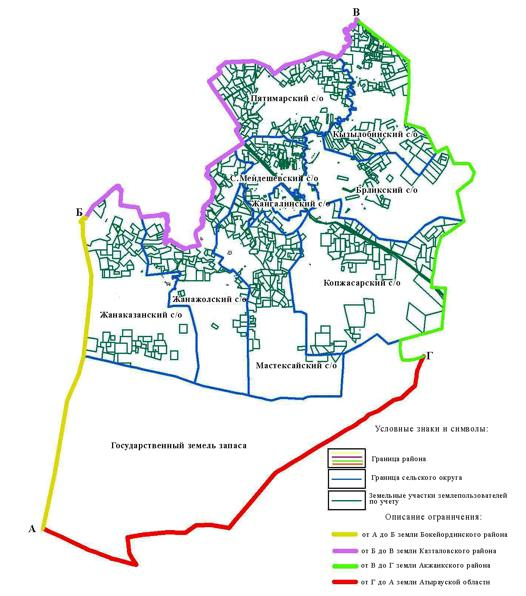 В
Пятимарский с/о
Кызылобинский с/о
С.Мендешевский с/о
Брликский с/о
Жангалинский с/о
Б
Копжасарский с/о
Жанажолский с/о
Жанаказанский с/о
Мастексайский с/о
Г
Государственный земель запаса
А
Условные знаки и символы:
Граница района
Граница сельского округа
Земельные участки землепользователей
по учету
Описание ограничения:
от А до Б земли Бокейординского района
от Б до В земли Казталовского района
от В до Г земли Акжаикского района
от Г до А земли Атырауской области